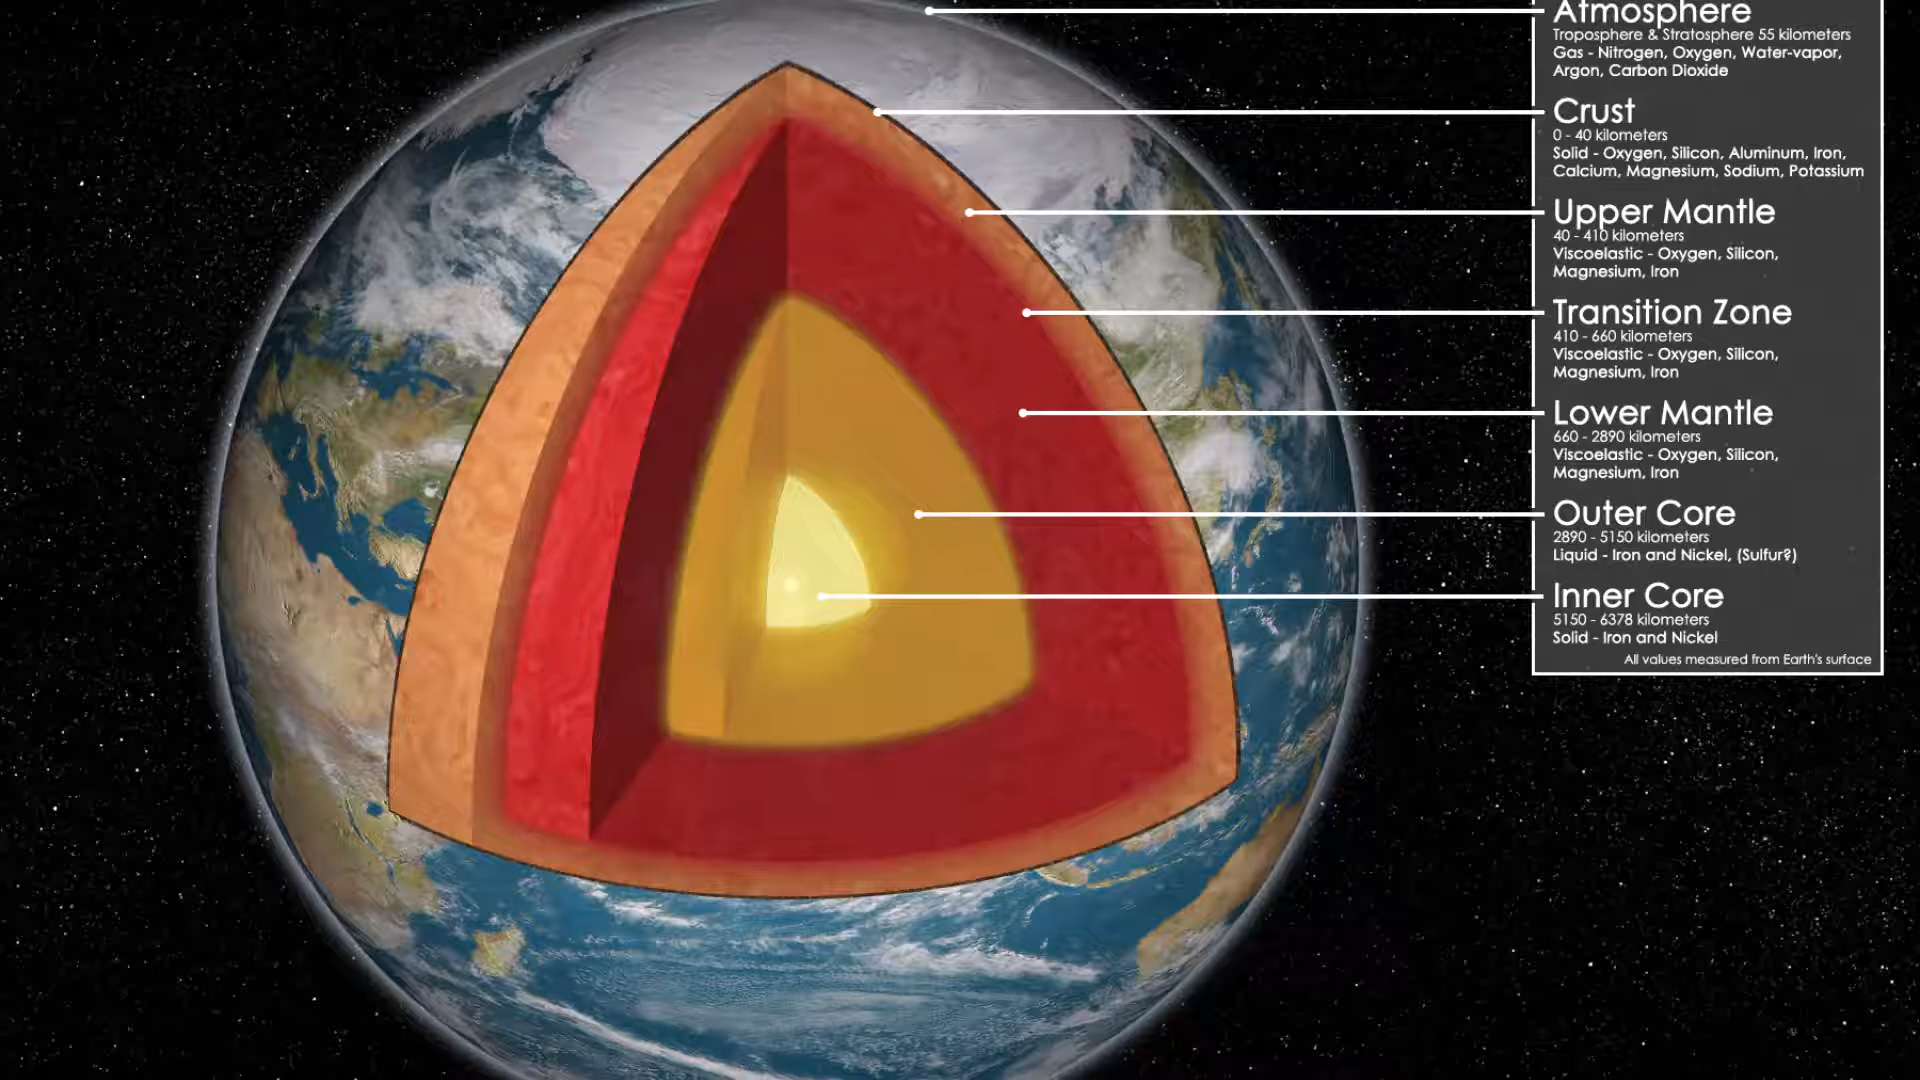 Atmosphere
Troposphere & Stratosphere 55 kilometers
Gas - Nitrogen, Oxygen, Water-vapor,
Argon, Carbon Dioxide
Crust
0 - 40 kilometers
Solid - Oxygen, Silicon, Aluminum, Iron,
Calcium, Magnesium, Sodium, Potassium
Upper Mantle
40 - 410 kilometers
Viscoelastic - Oxygen, Silicon,
Magnesium, Iron
Transition Zone
410 - 660 kilometers
Viscoelastic - Oxygen, Silicon,
Magnesium, Iron
Lower Mantle
660 - 2890 kilometers
Viscoelastic - Oxygen, Silicon,
Magnesium, Iron
Outer Core
2890 - 5150 kilometers
Liquid - Iron and Nickel, (Sulfur?)
Inner Core
5150 - 6378 kilometers
Solid - Iron and Nickel
All values measured from Earth's surface